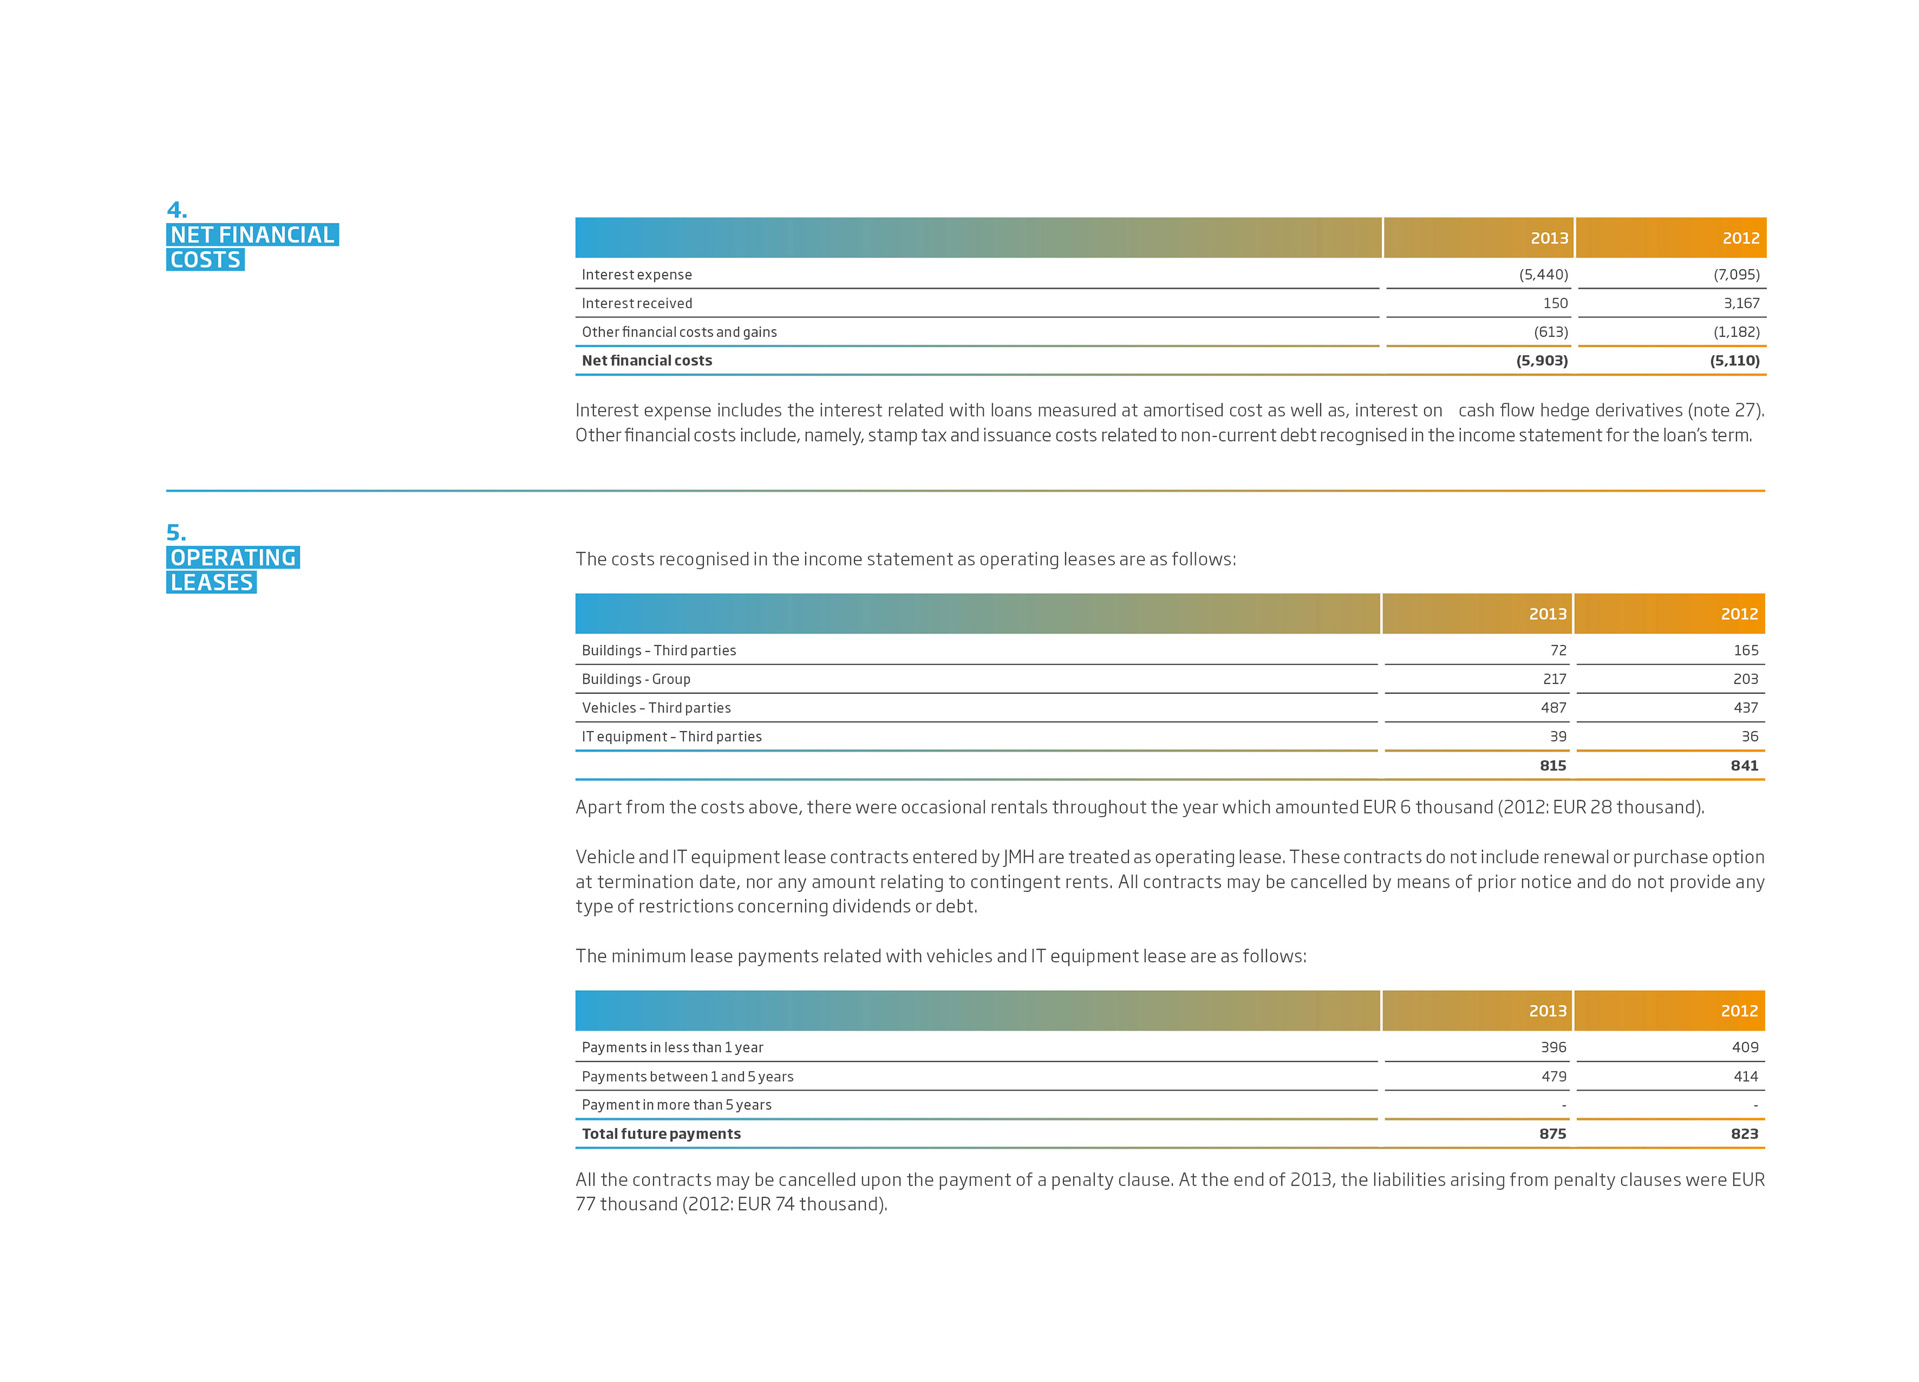 4.
NET FINANCIAL
COSTS
2013 2012
Interest expense (5,440) (7,095)
Interest received 150 3,167
Other financial costs and gains (613) (1,182)
Net financial costs (5,903) (5,110)
Interest expense includes the interest related with loans measured at amortised cost as well as, interest on cash flow hedge derivatives (note 27).
Other financial costs include, namely, stamp tax and issuance costs related to non-current debt recognised in the income statement for the loan's term.
5.
OPERATING
LEASES
The costs recognised in the income statement as operating leases are as follows:
2013 2012
Buildings – Third parties 72 165
Buildings - Group 217 203
Vehicles – Third parties 487 437
IT equipment – Third parties 39 36
815 841
Apart from the costs above, there were occasional rentals throughout the year which amounted EUR 6 thousand (2012: EUR 28 thousand).
Vehicle and IT equipment lease contracts entered by JMH are treated as operating lease. These contracts do not include renewal or purchase option
at termination date, nor any amount relating to contingent rents. All contracts may be cancelled by means of prior notice and do not provide any
type of restrictions concerning dividends or debt.
The minimum lease payments related with vehicles and IT equipment lease are as follows:
2013 2012
Payments in less than 1 year 396 409
Payments between 1 and 5 years 479 414
Payment in more than 5 years - -
Total future payments 875 823
All the contracts may be cancelled upon the payment of a penalty clause. At the end of 2013, the liabilities arising from penalty clauses were EUR
77 thousand (2012: EUR 74 thousand).